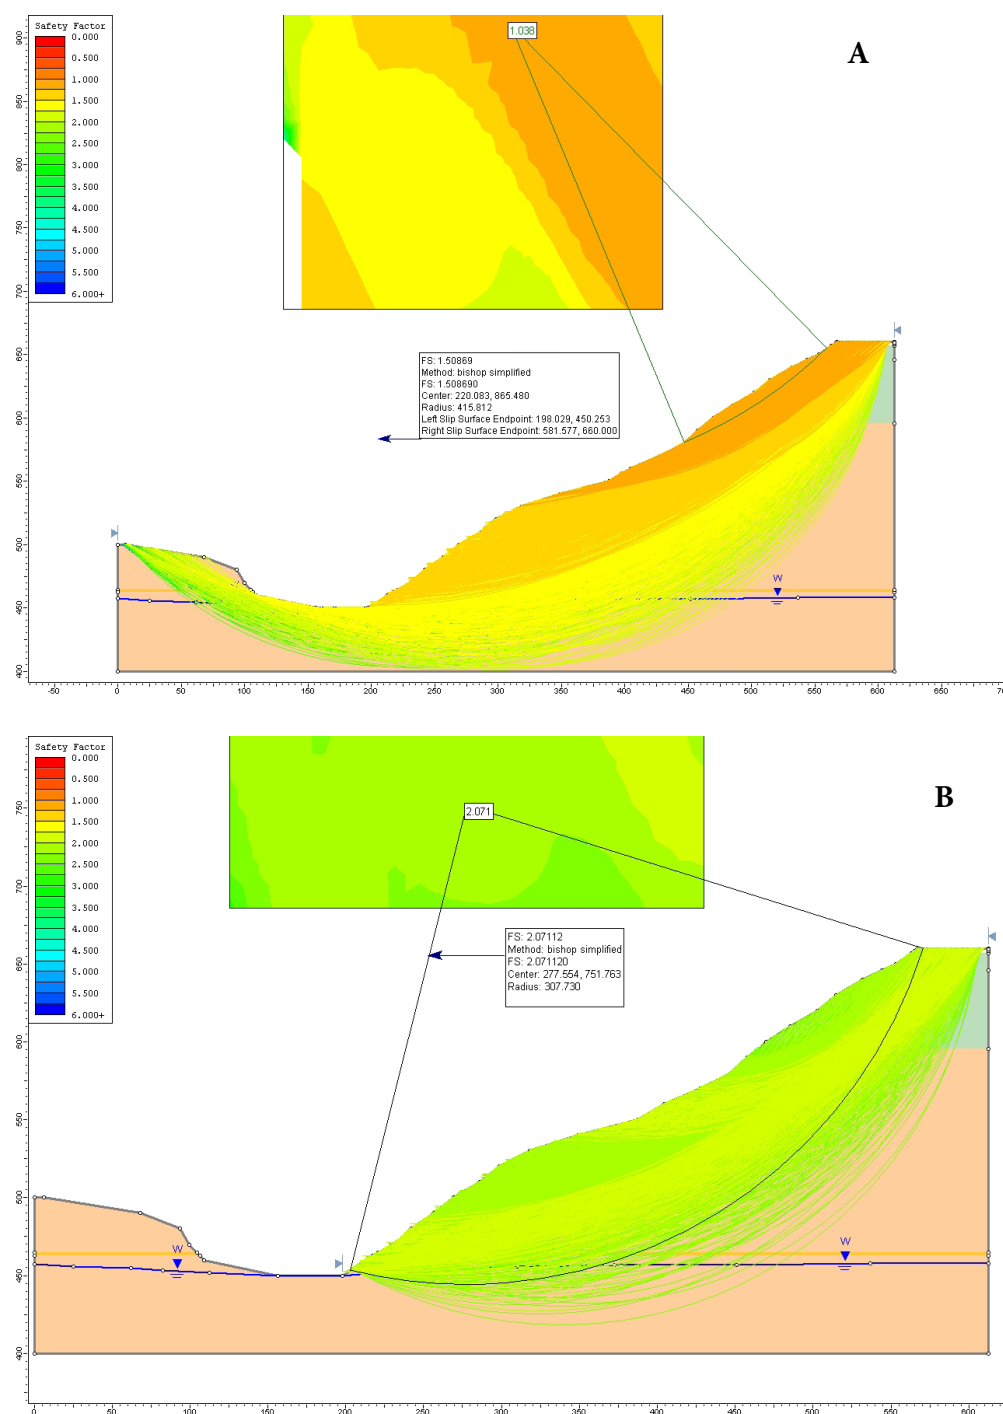 Safety Factor
0.000
0.500
1.000
1.500
2.000
2.500
3.000
3.500
4.000
4.500
5.000
5.500
6.000+
1.038
A
FS: 1.50869
Method: bishop simplified
FS: 1.508690
Center: 220.083, 865.480
Radius: 415.812
Left Slip Surface Endpoint: 198.029, 450.253
Right Slip Surface Endpoint: 581.577, 660.000
W
900
850
800
750
700
650
600
550
500
450
400
-50 0 50 100 150 200 250 300 350 400 450 500 550 600 650
Safety Factor
0.000
0.500
1.000
1.500
2.000
2.500
3.000
3.500
4.000
4.500
5.000
5.500
6.000+
2.071
B
FS: 2.07112
Method: bishop simplified
FS: 2.071120
Center: 277.554, 751.763
Radius: 307.730
W
W
750
700
650
600
550
500
450
400
0 50 100 150 200 250 300 350 400 450 500 550 600